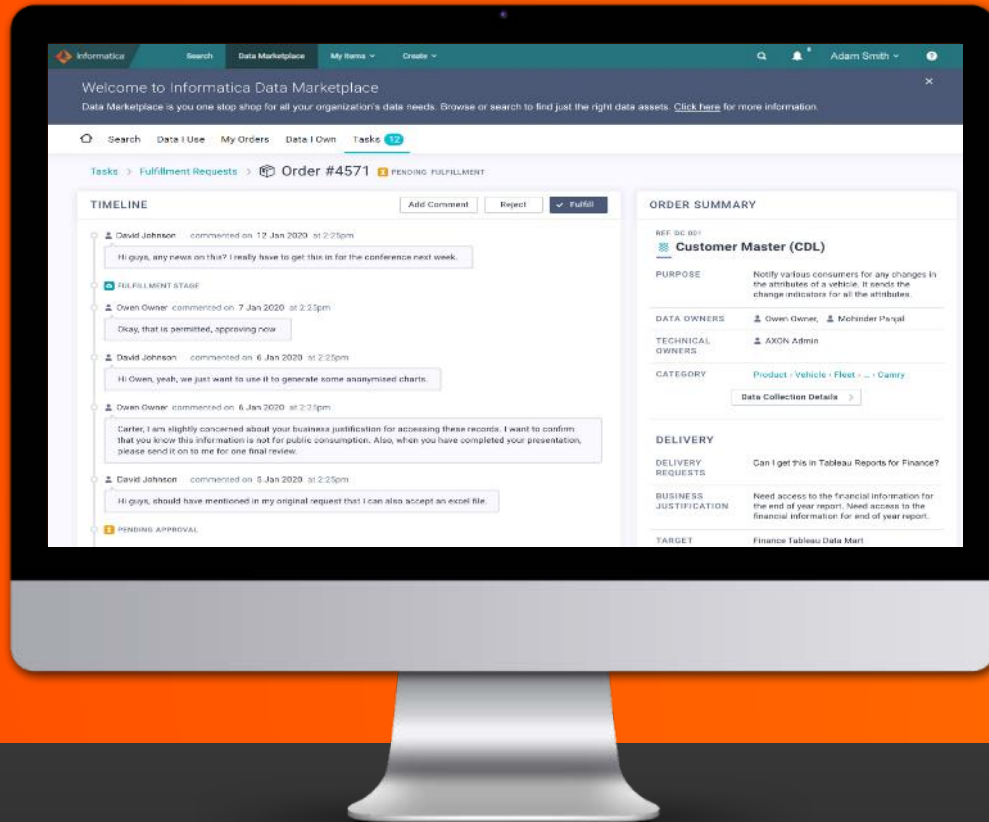 Informatica Search Data Marketplace My Items Create Adam Smith
Welcome to Informatica Data Marketplace
Data Marketplace is you one stop shop for all your organization's data needs. Browse or search to find just the right data assets. Click here for more information.
Search Data I Use My Orders Data I Own Tasks 12
Tasks > Fulfillment Requests > Order #4571 PENDING FULFILLMENT
TIMELINE
Add Comment Reject Fulfill
David Johnson commented on 12 Jan 2020 at 2:25pm
Hi guys, any news on this? I really have to get this in for the conference next week.
FULFILLMENT STAGE
Owen Owner commented on 7 Jan 2020 at 2:25pm
Okay, that is permitted, approving now
David Johnson commented on 6 Jan 2020 at 2:25pm
Hi Owen, yeah, we just want to use it to generate some anonymised charts.
Owen Owner commented on 6 Jan 2020 at 2:25pm
Carter, I am slightly concerned about your business justification for accessing these records. I want to confirm
that you know this information is not for public consumption. Also, when you have completed your presentation,
please send it on to me for one final review.
David Johnson commented on 5 Jan 2020 at 2:25pm
Hi guys, should have mentioned in my original request that I can also accept an excel file.
PENDING APPROVAL
ORDER SUMMARY
REF DC 001
Customer Master (CDL)
PURPOSE Notify various consumers for any changes in
the attributes of a vehicle. It sends the
change indicators for all the attributes.
DATA OWNERS Owen Owner, Mohinder Panjal
TECHNICAL AXON Admin
OWNERS
CATEGORY Product › Vehicle › Fleet › ... › Camry
Data Collection Details >
DELIVERY
DELIVERY Can I get this in Tableau Reports for Finance?
REQUESTS
BUSINESS Need access to the financial information for
JUSTIFICATION the end of year report. Need access to the
financial information for end of year report.
TARGET Finance Tableau Data Mart